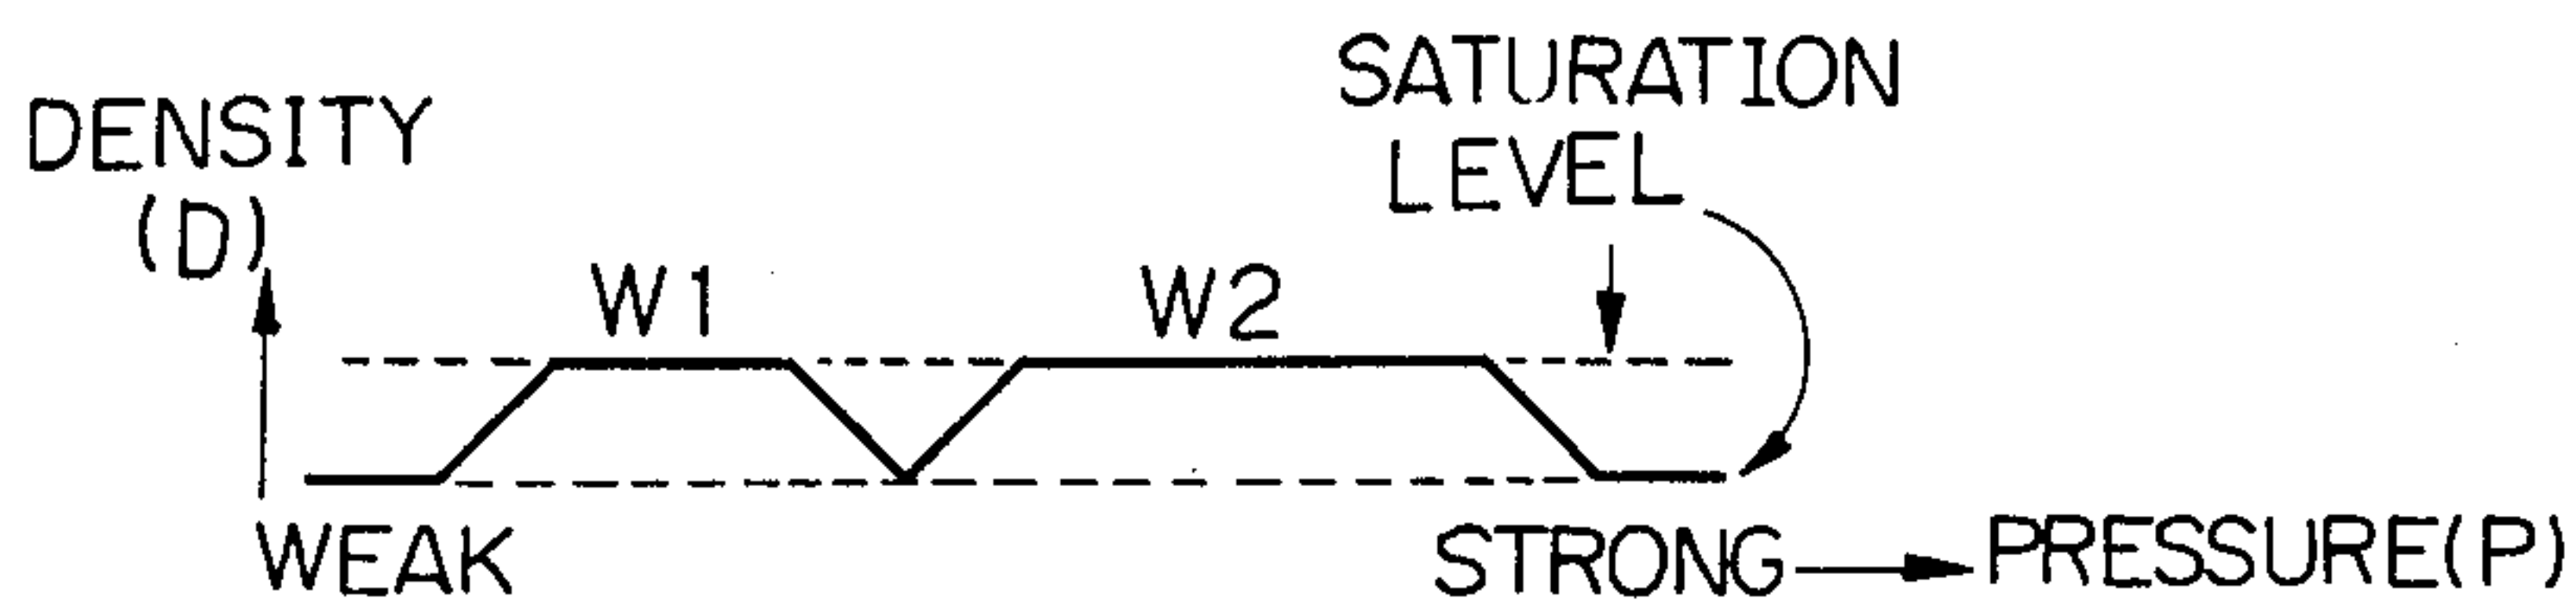 SATURATION
LEVEL
DENSITY
(D)
W1
W2
WEAK
STRONG
PRESSURE(P)